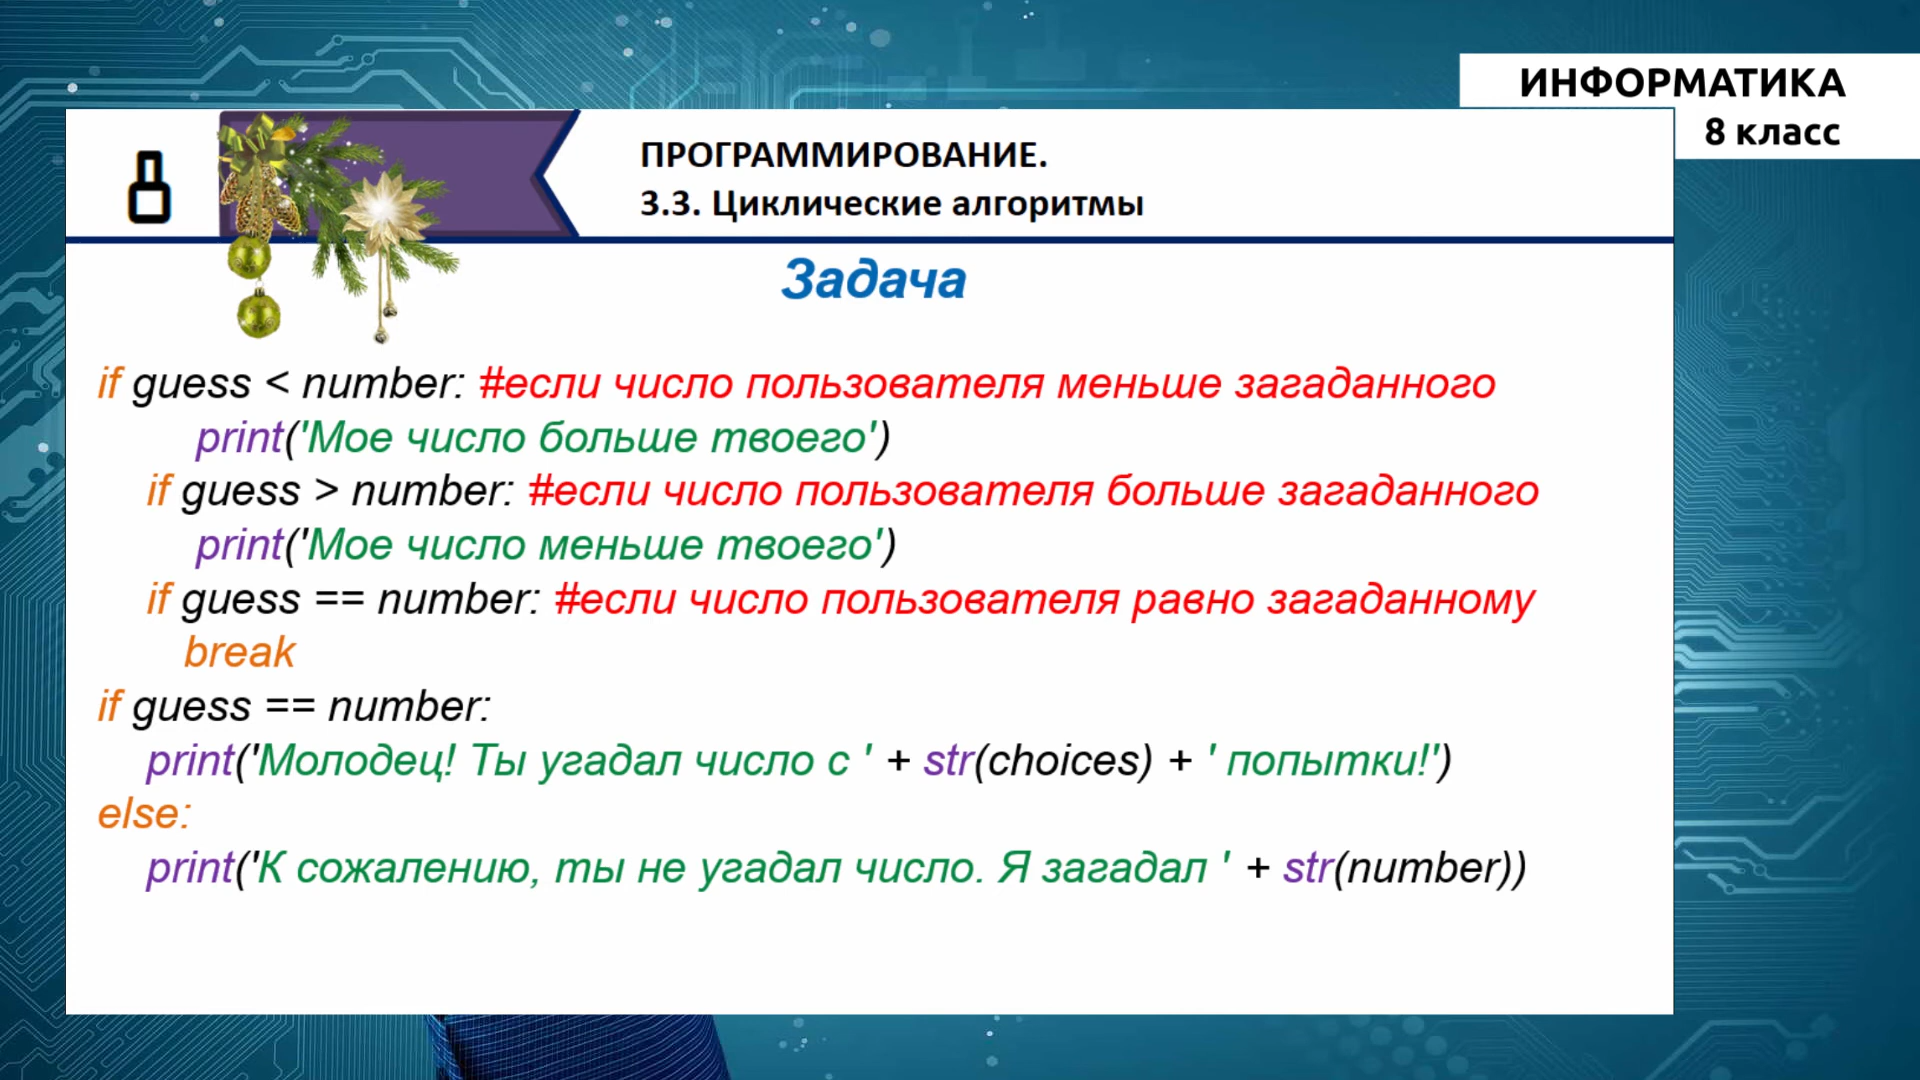 ИНФОРМАТИКА
8 класс
8
ПРОГРАММИРОВАНИЕ.
3.3. Циклические алгоритмы
Задача
if guess < number: #если число пользователя меньше загаданного
print('Мое число больше твоего')
if guess > number: #если число пользователя больше загаданного
print('Мое число меньше твоего')
if guess == number: #если число пользователя равно загаданному
break
if guess == number:
print('Молодец! Ты угадал число с ' + str(choices) + ' попытки!')
else:
print('К сожалению, ты не угадал число. Я загадал ' + str(number))